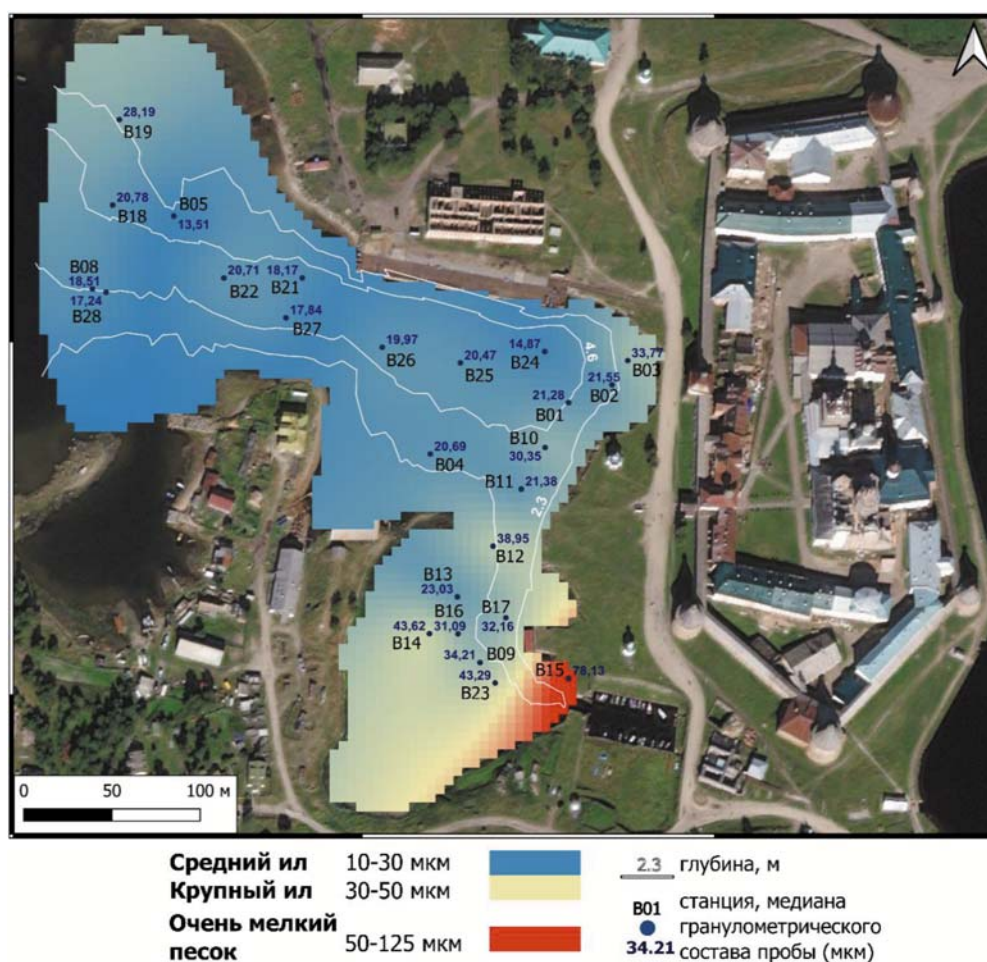 28,19
B19
20,78
B18
B05
13,51
B08
18,51
17,24
B28
20,71
B22
18,17
B21
17,84
B27
19,97
B26
20,47
B25
14,87
B24
4,6
33,77
B03
21,55
B02
21,28
B01
B10
30,35
20,69
B04
B11
21,38
2.3
38,95
B12
B13
23,03
B16
43,62
31,09
B14
B17
32,16
34,21
B09
43,29
B23
B15
78,13
0 50 100 м
Средний ил 10-30 мкм
Крупный ил 30-50 мкм
Очень мелкий
песок 50-125 мкм
2.3 глубина, м
B01 станция, медиана
гранулометрического
34.21 состава пробы (мкм)